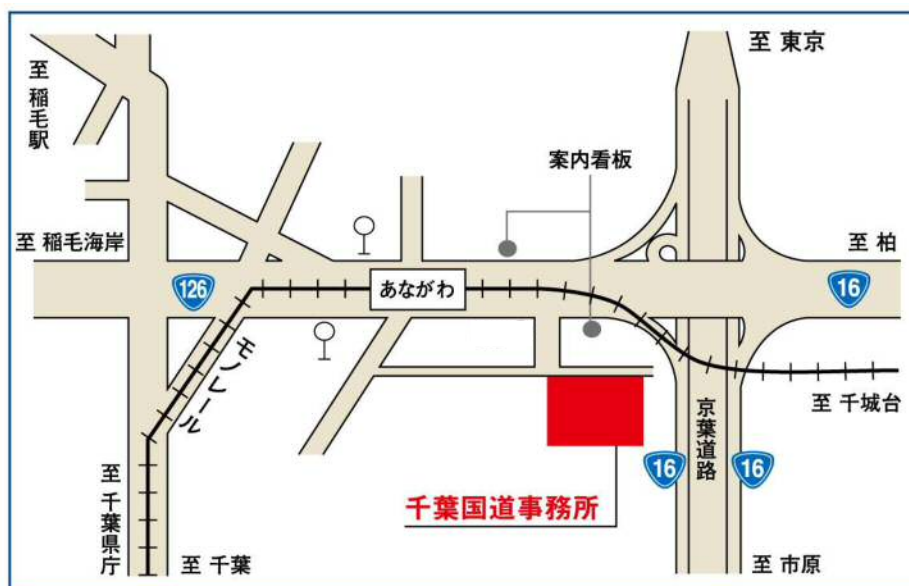 至 東京
至 稲毛駅
案内看板
至 稲毛海岸
至 柏
126
あながわ
16
モノレール
至 千城台
京葉道路
16
16
千葉国道事務所
至 千葉県庁
至 千葉
至 市原